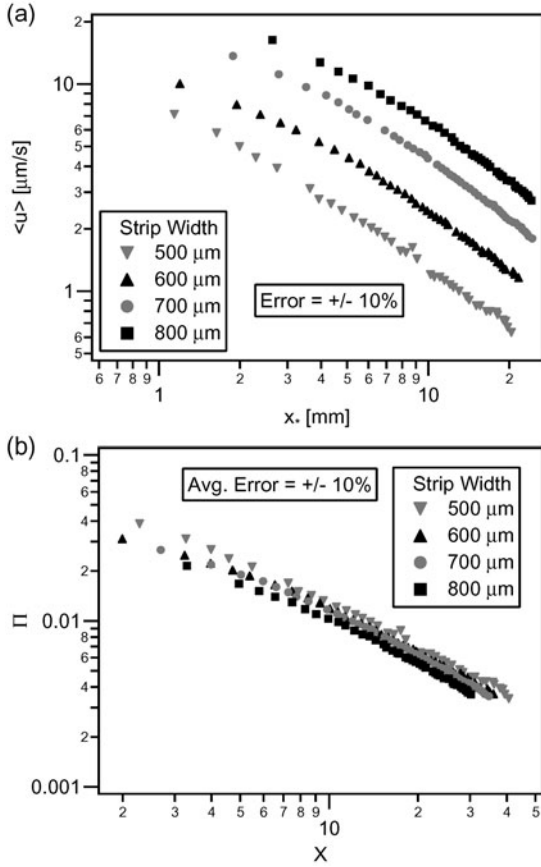 (a)
2
10
8
6
5
4
3
2
1
8
6
5
<u> [μm/s]
Strip Width
500 μm
600 μm
700 μm
800 μm
Error = +/- 10%
6 7 8 9 1 2 3 4 5 6 7 8 9 10 2
x* [mm]
(b)
0.1
8
6
4
2
0.01
8
6
4
2
0.001
Π
Avg. Error = +/- 10%
Strip Width
500 μm
600 μm
700 μm
800 μm
2 3 4 5 6 7 8 9 10 2 3 4 5
X